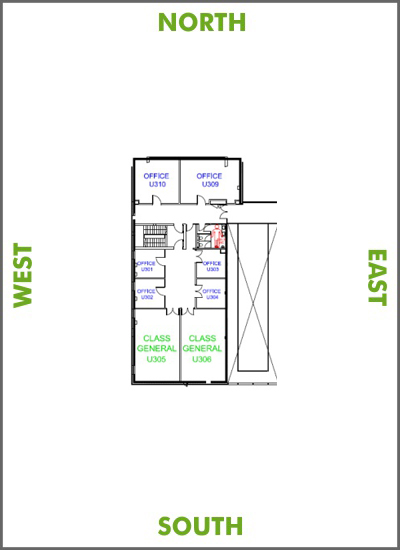 NORTH
OFFICE
U310
OFFICE
U309
WEST
EAST
OFFICE
U301
OFFICE
U303
OFFICE
U302
OFFICE
U304
CLASS
GENERAL
U305
CLASS
GENERAL
U306
SOUTH